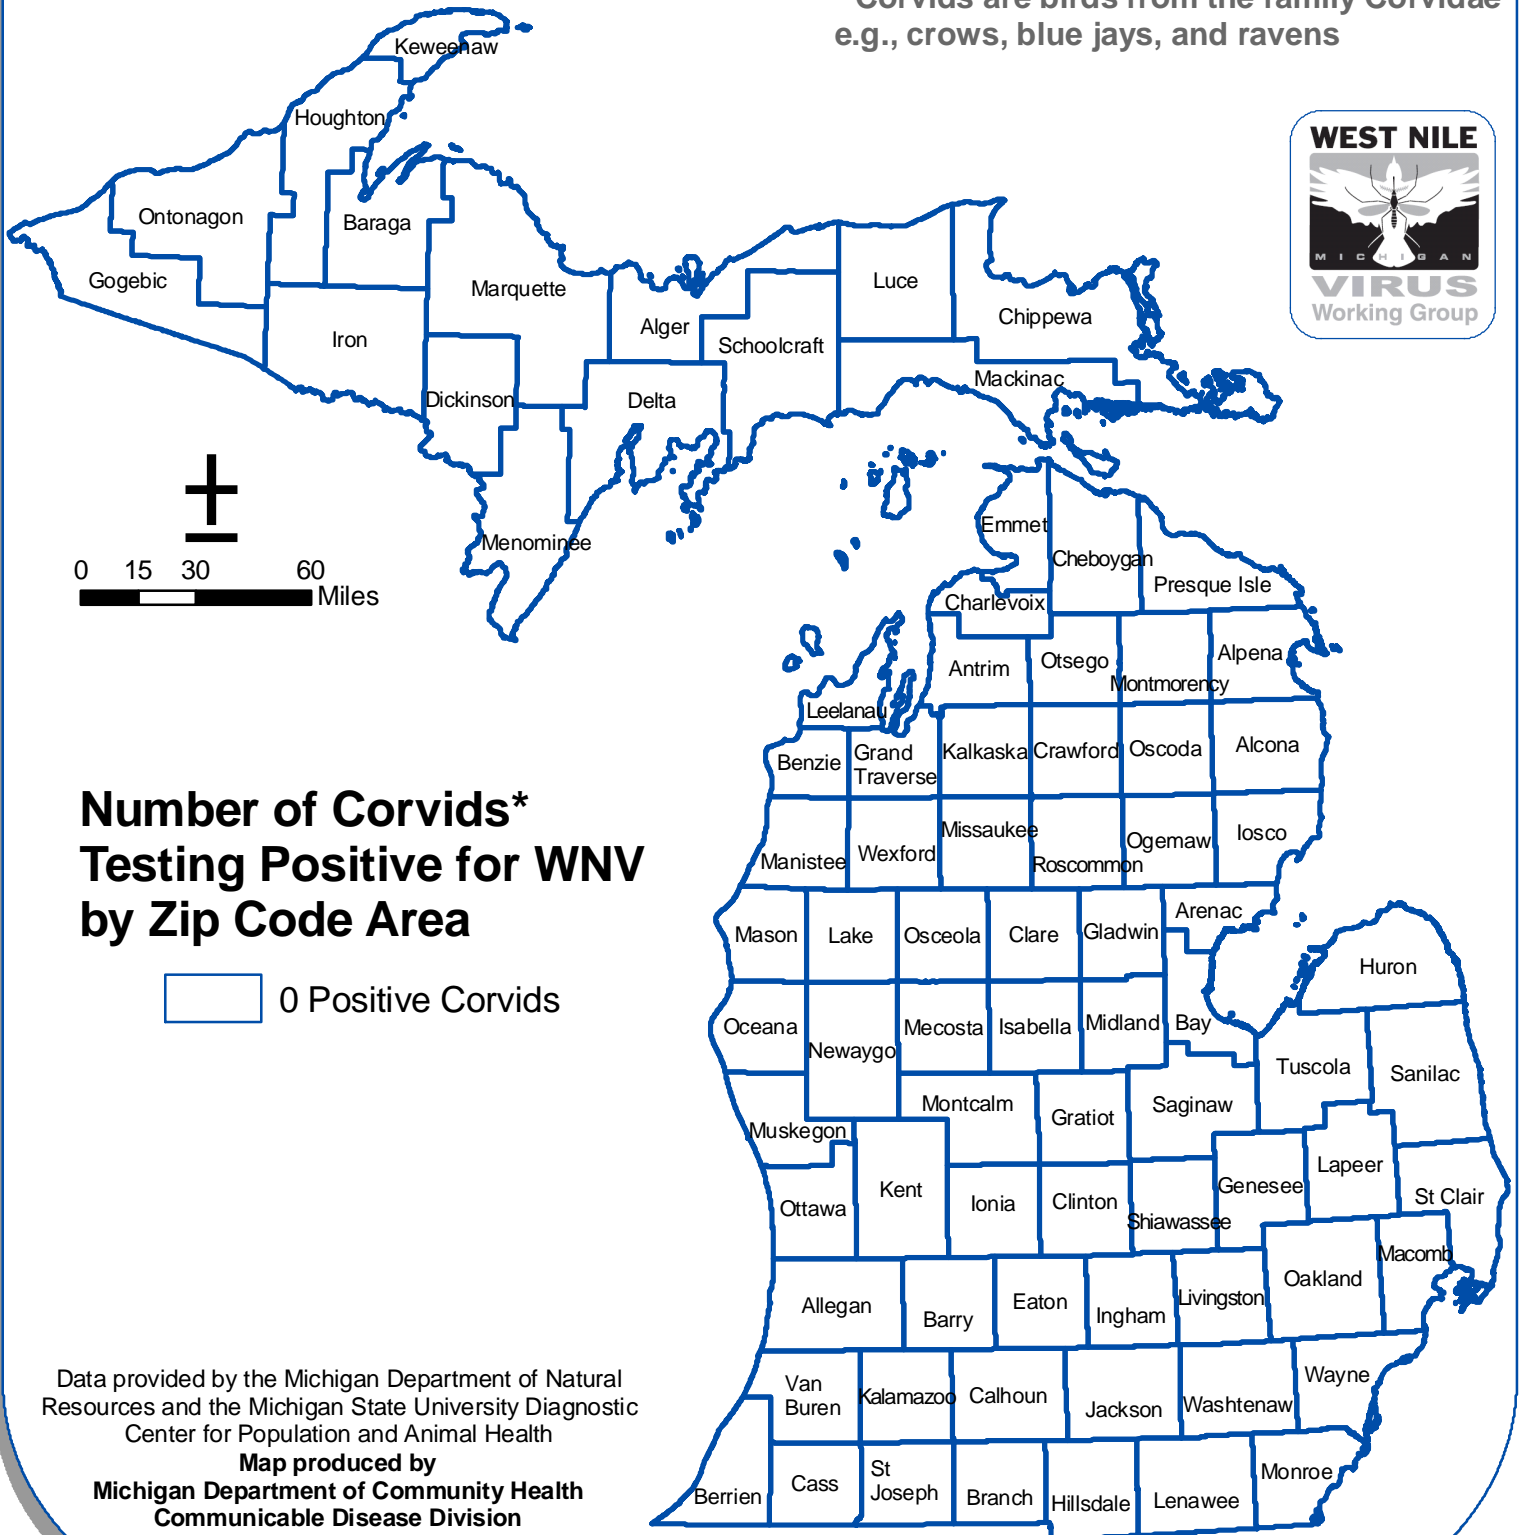 Corvids are birds from the family Corvidae
e.g., crows, blue jays, and ravens
Keweenaw
Houghton
WEST NILE
MICHIGAN
VIRUS
Working Group
Ontonagon
Baraga
Gogebic
Marquette
Luce
Chippewa
Alger
Iron
Schoolcraft
Mackinac
Dickinson
Delta
Emmet
Menominee
Cheboygan
0 15 30 60
Miles
Presque Isle
Charlevoix
Alpena
Otsego
Antrim
Montmorency
Leelanau
Alcona
Benzie
Grand
Traverse
Kalkaska
Crawford
Oscoda
Number of Corvids*
Testing Positive for WNV
by Zip Code Area
0 Positive Corvids
Missaukee
Iosco
Ogemaw
Manistee
Wexford
Roscommon
Arenac
Mason
Lake
Osceola
Clare
Gladwin
Huron
Oceana
Mecosta
Isabella
Midland
Bay
Newaygo
Tuscola
Sanilac
Montcalm
Saginaw
Gratiot
Muskegon
Lapeer
Kent
Genesee
St Clair
Ottawa
Ionia
Clinton
Shiawassee
Macomb
Oakland
Allegan
Barry
Eaton
Ingham
Livingston
Wayne
Van
Buren
Kalamazoo
Calhoun
Jackson
Washtenaw
Data provided by the Michigan Department of Natural
Resources and the Michigan State University Diagnostic
Center for Population and Animal Health
Map produced by
Michigan Department of Community Health
Communicable Disease Division
Berrien
Cass
St
Joseph
Branch
Hillsdale
Lenawee
Monroe